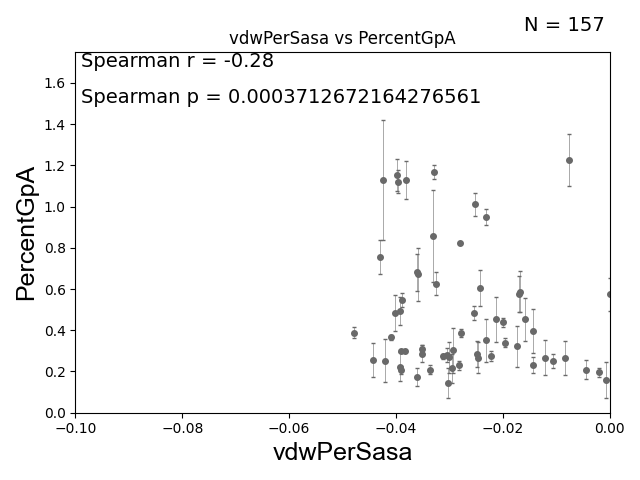 N = 157
vdwPerSasa vs PercentGpA
Spearman r = -0.28
Spearman p = 0.0003712672164276561
PercentGpA
1.6
1.4
1.2
1.0
0.8
0.6
0.4
0.2
0.0
−0.10 −0.08 −0.06 −0.04 −0.02 0.00
vdwPerSasa